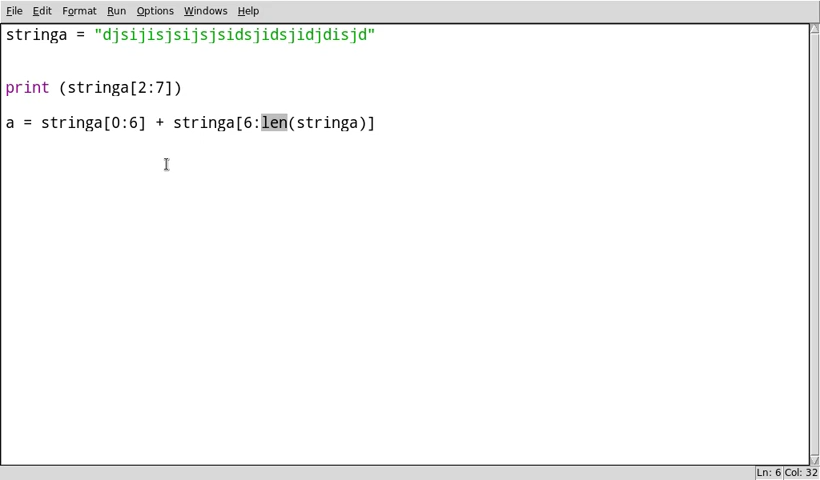 File Edit Format Run Options Windows Help
stringa = "djsijisjsijsjsidsjidsjidjdisjd"
print (stringa[2:7])
a = stringa[0:6] + stringa[6:len(stringa)]
Ln: 6 Col: 32